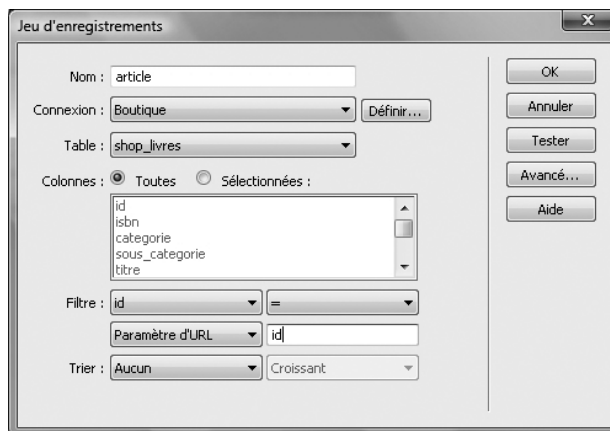 Jeu d'enregistrements
Nom : article
Connexion : Boutique Définir...
Table : shop_livres
Colonnes : Toutes Sélectionnées :
id
isbn
categorie
sous_categorie
titre
Filtre : id =
Paramètre d'URL id
Trier : Aucun Croissant
OK
Annuler
Tester
Avancé...
Aide